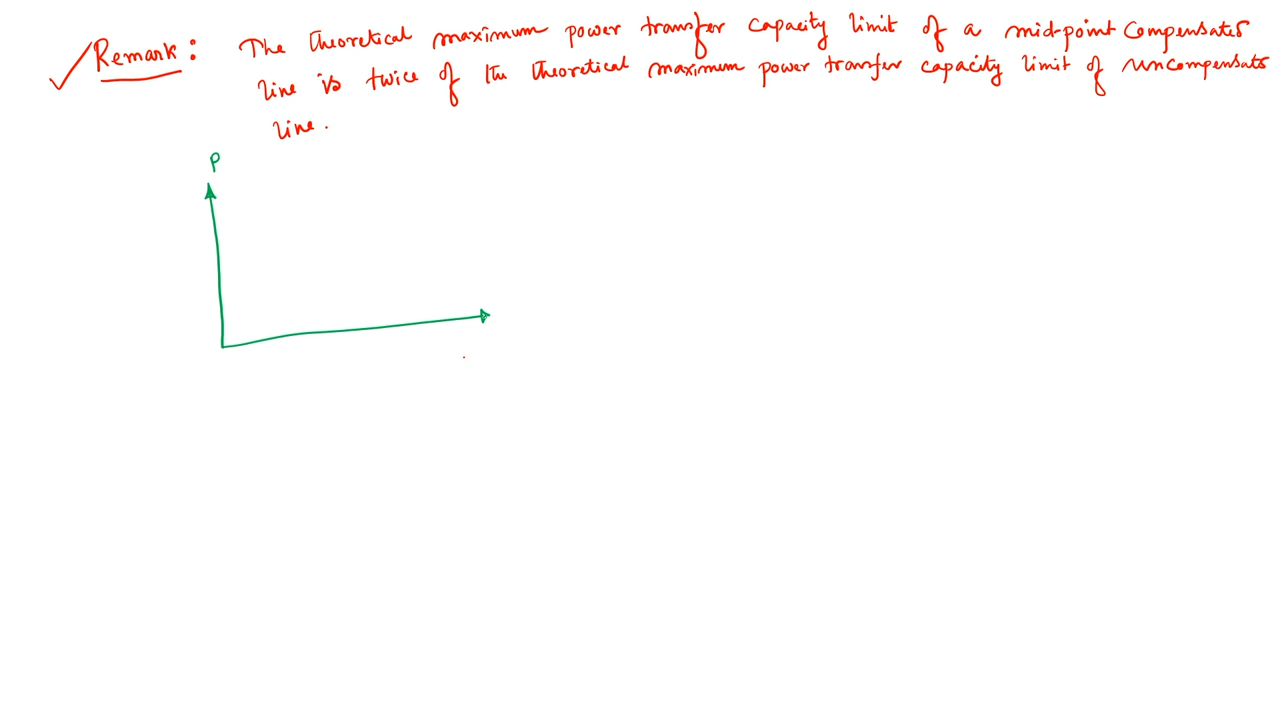 Remark: The theoretical maximum power transfer capacity limit of a mid-point Compensated
line is twice of the theoretical maximum power transfer capacity limit of uncompensated
line.
P